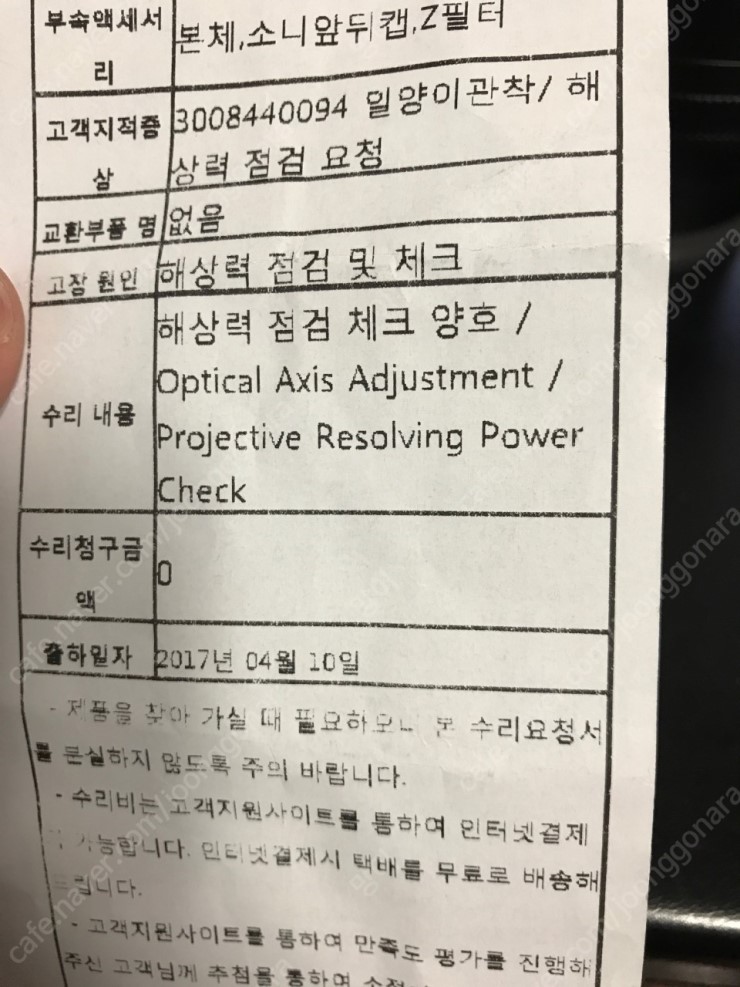 부속액세서
리
본체,소니앞뒤캡,Z필터
고객지적증
상
3008440094 일양이관착/ 해
상력 점검 요청
교환부품 명 없음
고장 원인 해상력 점검 및 체크
수리 내용
해상력 점검 체크 양호 /
Optical Axis Adjustment /
Projective Resolving Power
Check
수리청구금
액
0
출하일자 2017년 04월 10일
- 제품을 찾아 가실 때 필요하오니 본 수리요청서
를 분실하지 않도록 주의 바랍니다.
- 수리비는 고객지원사이트를 통하여 인터넷결제
가능합니다. 인터넷결제시 택배를 무료로 배송해
드립니다.
- 고객지원사이트를 통하여 만족도 평가를 진행해
주신 고객님께 추첨을 통하여
cafe.naver.com/joonggonara